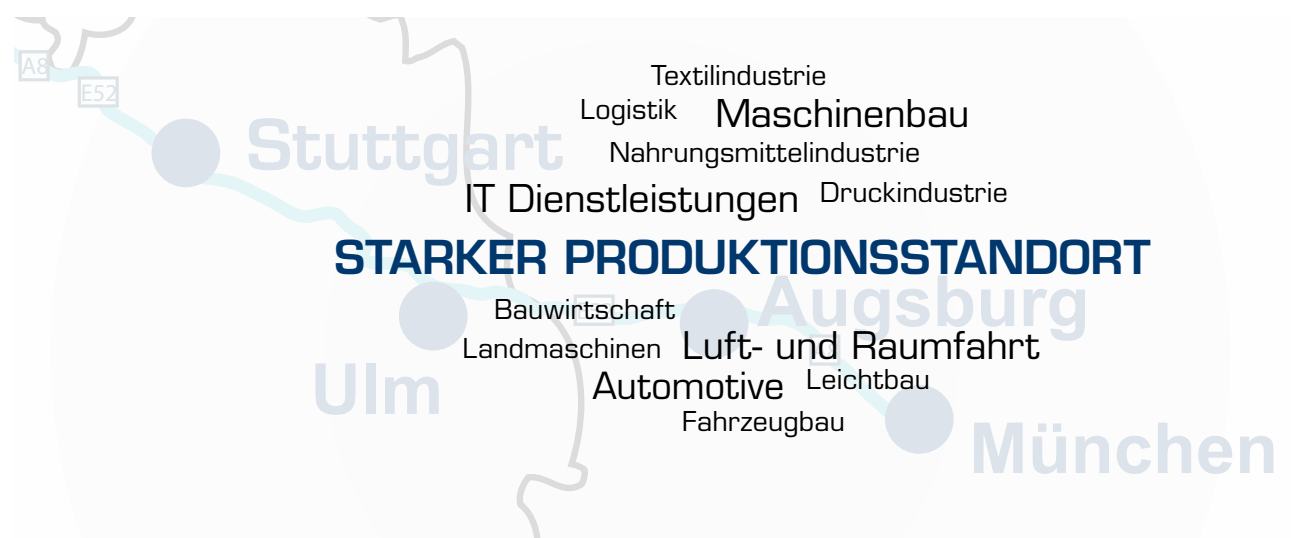 A8
E52
Textilindustrie
Logistik Maschinenbau
Stuttgart
Nahrungsmittelindustrie
IT Dienstleistungen Druckindustrie
STARKER PRODUKTIONSSTANDORT
Bauwirtschaft
Augsburg
Landmaschinen Luft- und Raumfahrt
Ulm
Automotive Leichtbau
Fahrzeugbau
München